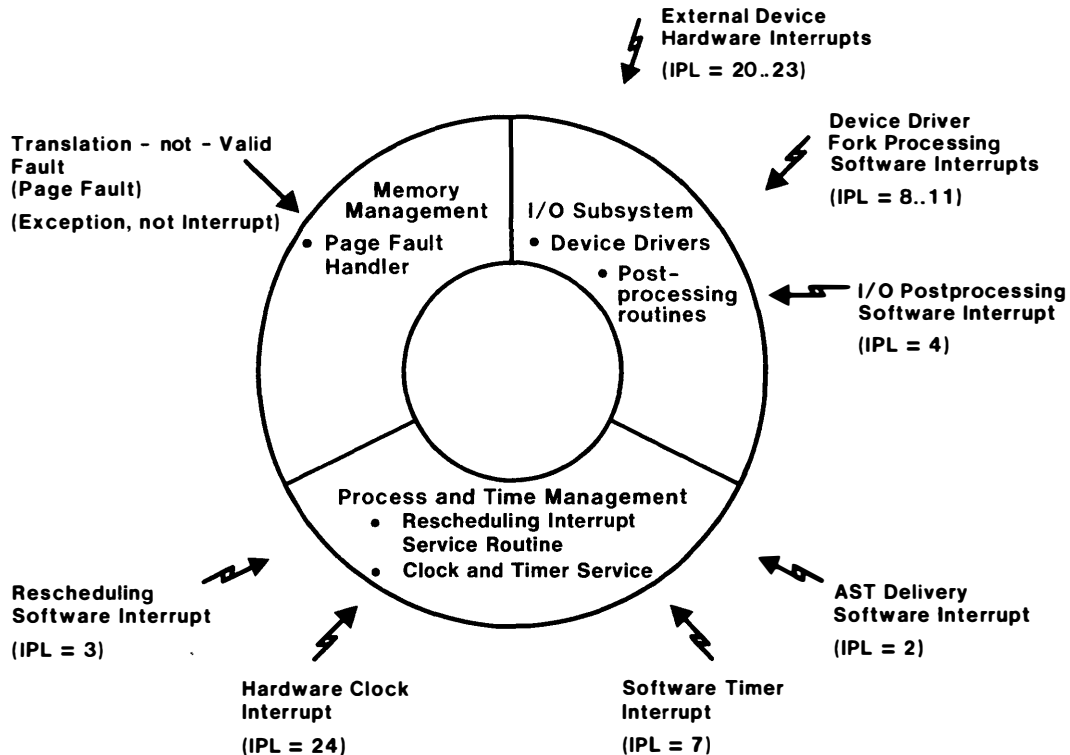 External Device
Hardware Interrupts
(IPL = 20..23)
Translation - not - Valid
Fault
(Page Fault)
(Exception, not Interrupt)
Device Driver
Fork Processing
Software Interrupts
(IPL = 8..11)
Memory
Management
• Page Fault
Handler
I/O Subsystem
• Device Drivers
• Post-
processing
routines
I/O Postprocessing
Software Interrupt
(IPL = 4)
Process and Time Management
• Rescheduling Interrupt
Service Routine
• Clock and Timer Service
Rescheduling
Software Interrupt
(IPL = 3)
Hardware Clock
Interrupt
(IPL = 24)
Software Timer
Interrupt
(IPL = 7)
AST Delivery
Software Interrupt
(IPL = 2)